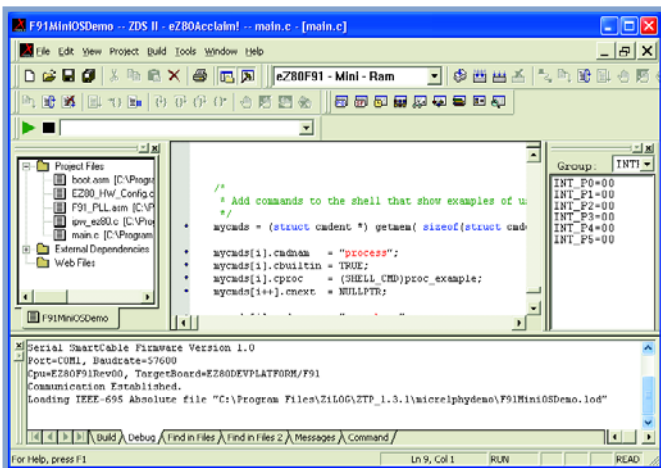 F91MiniOSDemo -- ZDS II - eZ80Acclaim! -- main.c - [main.c]
File Edit View Project Build Tools Window Help
eZ80F91 - Mini - Ram
Project Files
boot.asm [C:\Progra
EZ80_HW_Config.c
F91_PLL.asm [C:\P
ipw_ez80.c [C:\Prog
main.c [C:\Program
External Dependencies
Web Files
F91MiniOSDemo
/*
* Add commands to the shell that show examples of us
*/
mycmds = (struct cmdent *) getmem( sizeof(struct cmd
mycmds[i].cmdnam = "process";
mycmds[i].cbuiltin = TRUE;
mycmds[i].cproc = (SHELL_CMD)proc_example;
mycmds[i++].cnext = NULLPTR;
Group: INTI
INT_P0=00
INT_P1=00
INT_P2=00
INT_P3=00
INT_P4=00
INT_P5=00
Serial SmartCable Firmware Version 1.0
Port=COM1, Baudrate=57600
Cpu=EZ80F91Rev00, TargetBoard=EZ80DEVPLATFORM/F91
Communication Established.
Loading IEEE-695 Absolute file "C:\Program Files\ZiLOG\ZTP_1.3.1\micrelphydemo\F91MiniOSDemo.lod"
Build Debug Find in Files Find in Files 2 Messages Command
For Help, press F1
Ln 9, Col 1 RUN READ